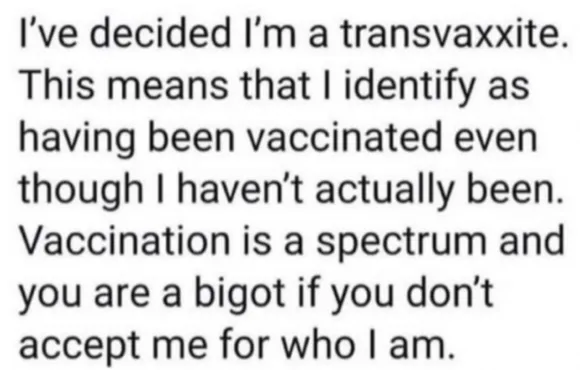 I've decided I'm a transvaxxite.
This means that I identify as
having been vaccinated even
though I haven't actually been.
Vaccination is a spectrum and
you are a bigot if you don't
accept me for who I am.